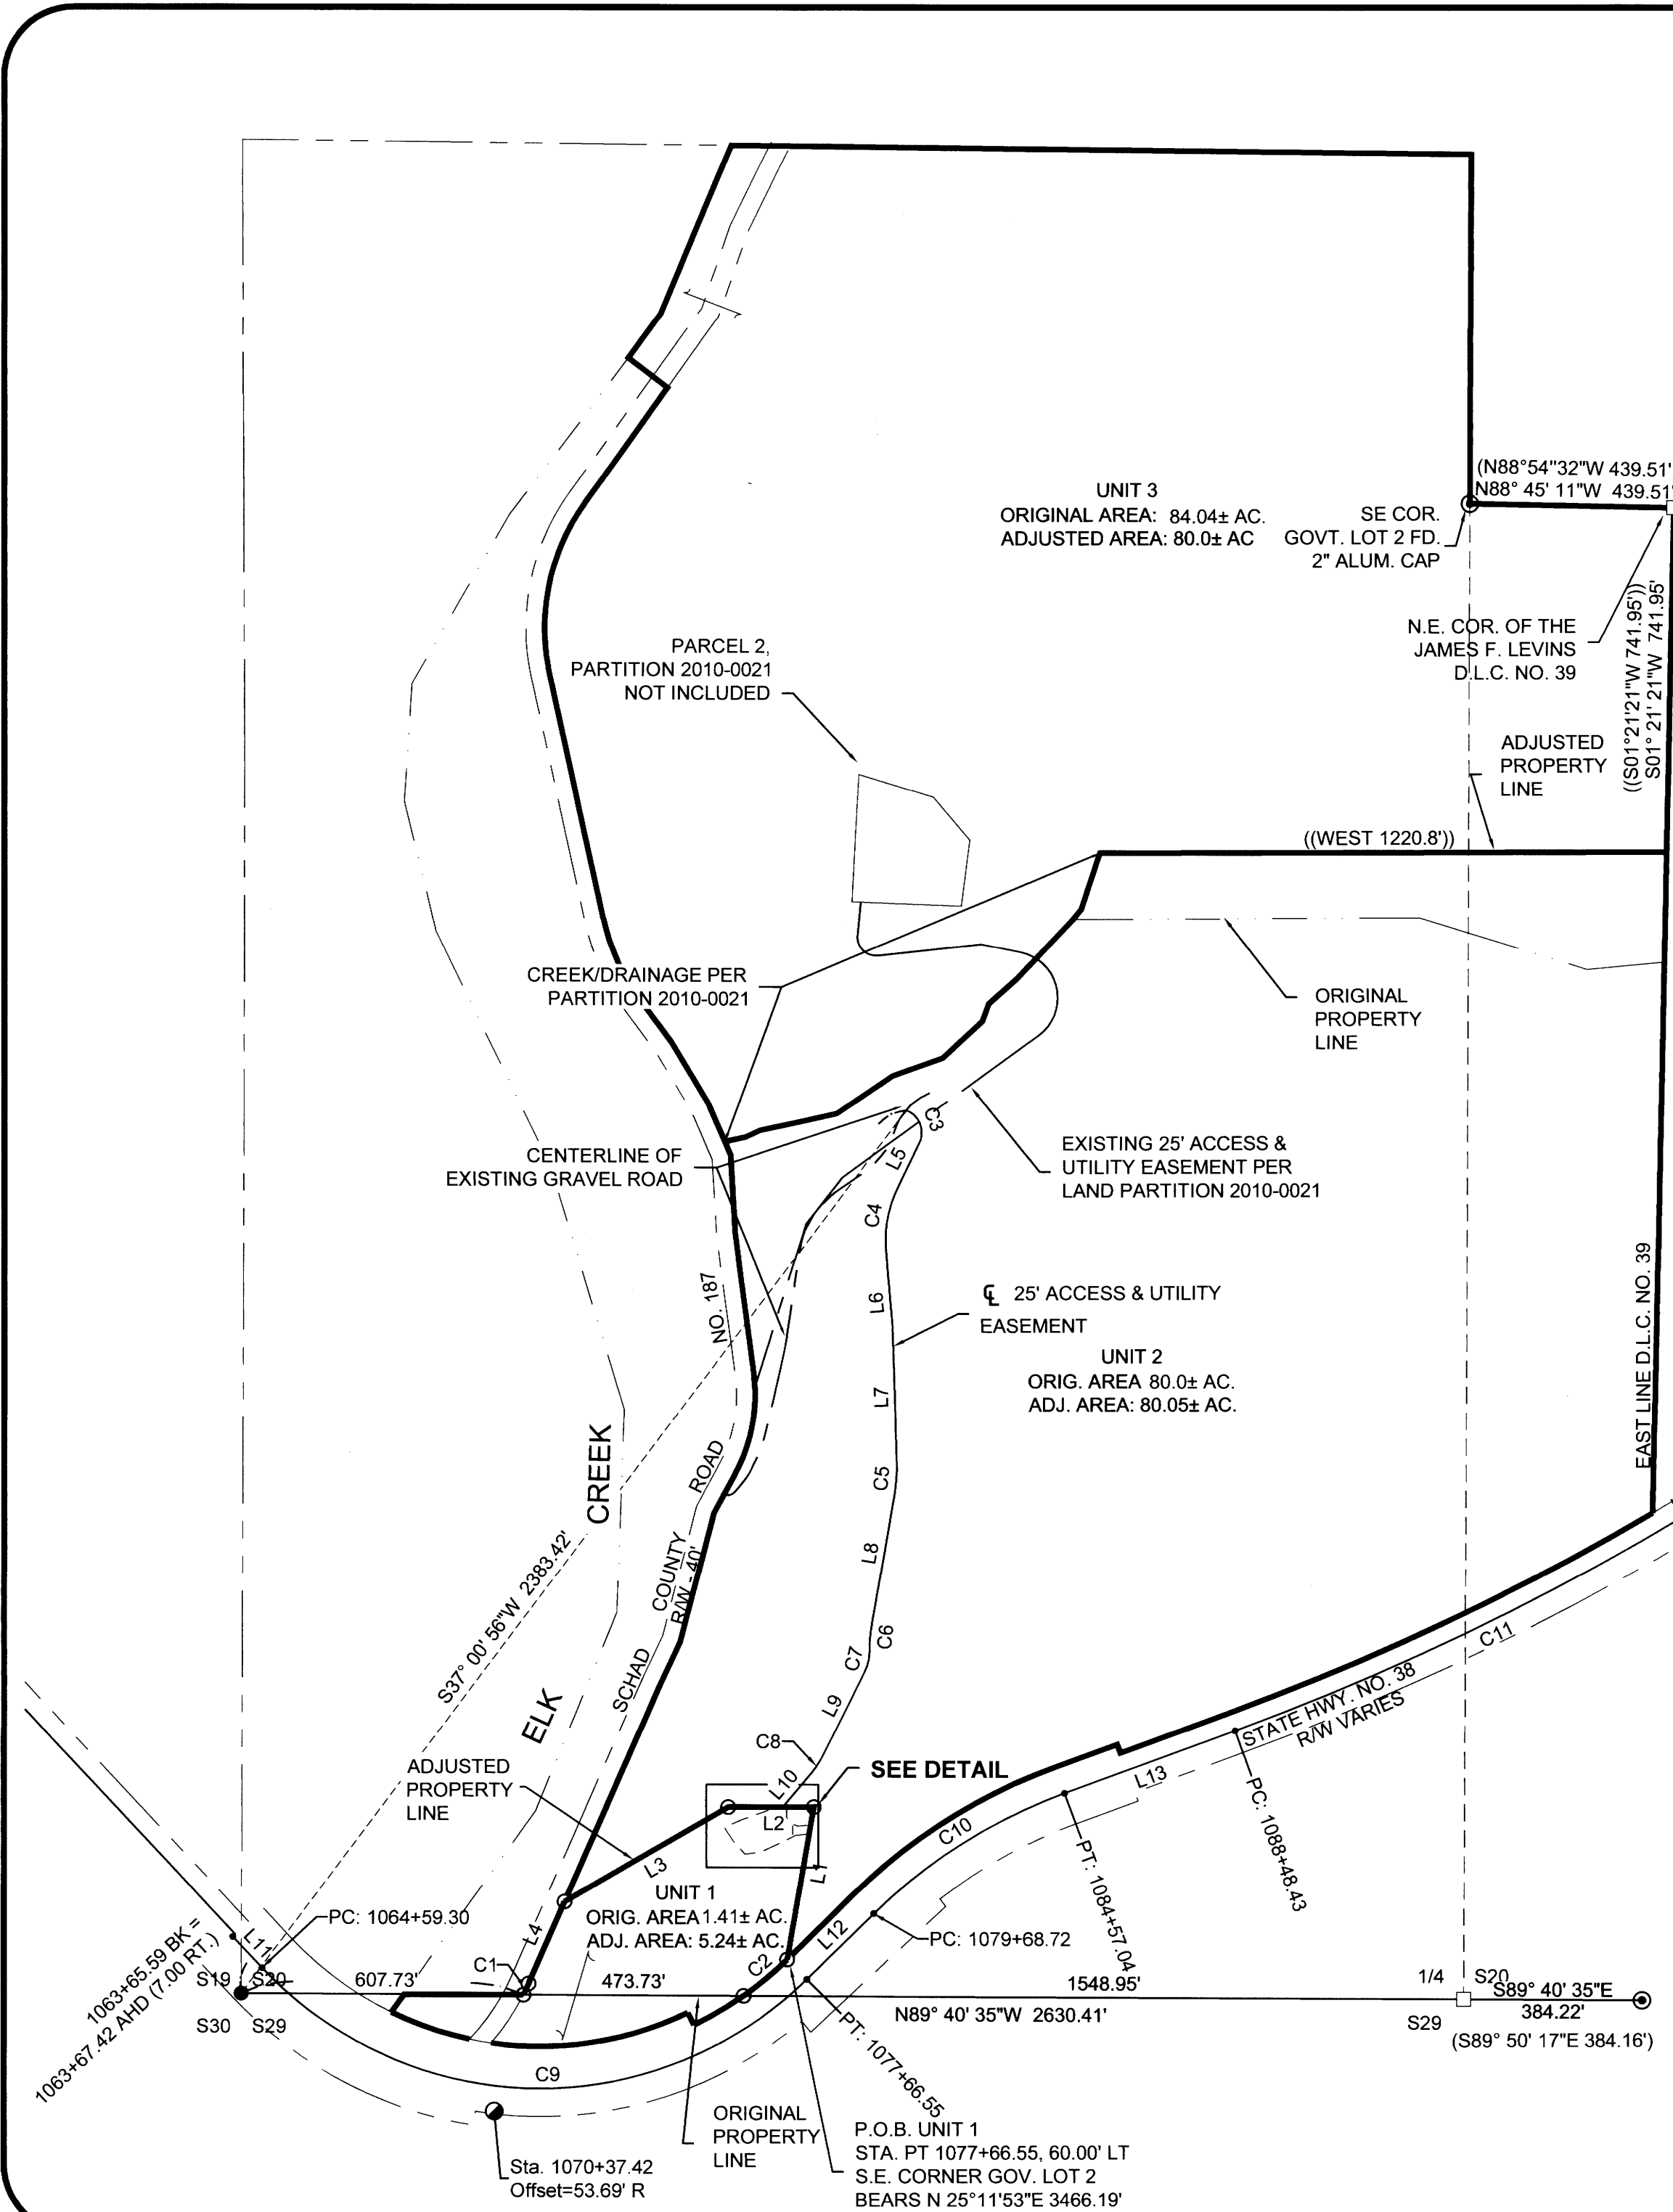 (N88°54"32"W 439.51'
N88° 45' 11"W 439.51'
UNIT 3
ORIGINAL AREA: 84.04± AC.
ADJUSTED AREA: 80.0± AC
SE COR.
GOVT. LOT 2 FD.
2" ALUM. CAP
N.E. COR. OF THE
JAMES F. LEVINS
D.L.C. NO. 39
((S01°21'21"W 741.95'))
S01° 21' 21"W 741.95'
PARCEL 2,
PARTITION 2010-0021
NOT INCLUDED
ADJUSTED
PROPERTY
LINE
((WEST 1220.8'))
CREEK/DRAINAGE PER
PARTITION 2010-0021
ORIGINAL
PROPERTY
LINE
C3
CENTERLINE OF
EXISTING GRAVEL ROAD
L5
EXISTING 25' ACCESS &
UTILITY EASEMENT PER
LAND PARTITION 2010-0021
C4
NO. 187
L6
℄ 25' ACCESS & UTILITY
EASEMENT
UNIT 2
ORIG. AREA 80.0± AC.
ADJ. AREA: 80.05± AC.
EAST LINE D.L.C. NO. 39
L7
CREEK
ROAD
C5
S37° 00' 56"W 2383.42'
COUNTY
R/W - 40'
L8
C6
C7
SCHAD
ELK
L9
C11
STATE HWY. NO. 38
R/W VARIES
C8
ADJUSTED
PROPERTY
LINE
SEE DETAIL
L10
L2
L13
C10
PC: 1088+48.43
PT: 1084+57.04
L3
L1
UNIT 1
ORIG. AREA 1.41± AC.
ADJ. AREA: 5.24± AC.
L4
L12
PC: 1064+59.30
PC: 1079+68.72
L11
1063+65.59 BK =
1063+67.42 AHD (7.00 RT.)
C1
C2
S19 S20
607.73'
473.73'
1548.95'
1/4 S20
S89° 40' 35"E
384.22'
(S89° 50' 17"E 384.16')
S30 S29
N89° 40' 35"W 2630.41'
S29
PT: 1077+66.55
C9
ORIGINAL
PROPERTY
LINE
Sta. 1070+37.42
Offset=53.69' R
P.O.B. UNIT 1
STA. PT 1077+66.55, 60.00' LT
S.E. CORNER GOV. LOT 2
BEARS N 25°11'53"E 3466.19'